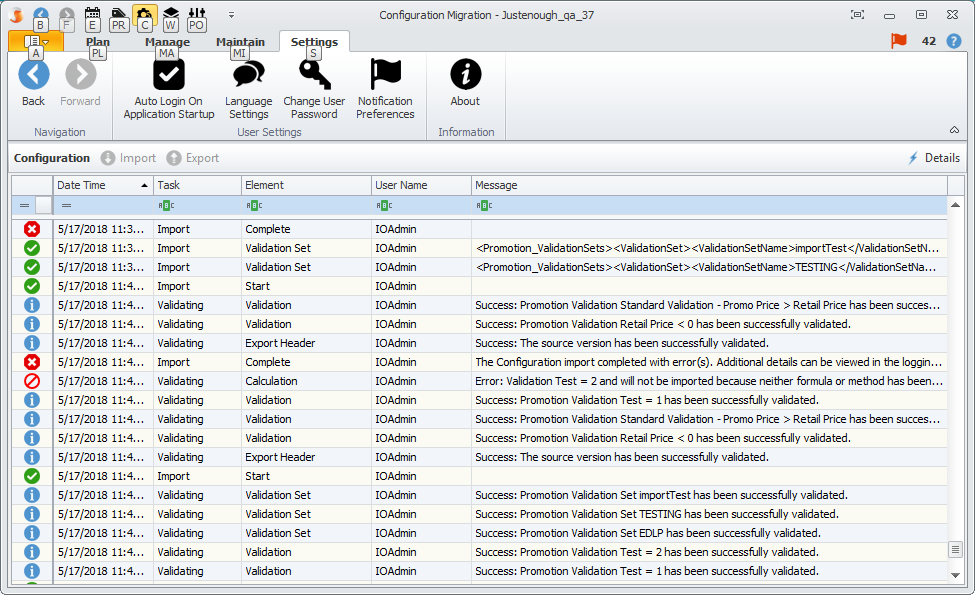 Configuration Migration - Justenough_qa_37
B F E PR C W PO
Plan Manage Maintain Settings 42 ?
A PL MA MI S
Back Forward Auto Login On Application Startup Language Settings Change User Password Notification Preferences About
Navigation User Settings Information
Configuration Import Export Details
Date Time Task Element User Name Message
= = ABC ABC ABC ABC
5/17/2018 11:3... Import Complete IOAdmin
5/17/2018 11:3... Import Validation Set IOAdmin <Promotion_ValidationSets><ValidationSet><ValidationSetName>importTest</ValidationSetN...
5/17/2018 11:3... Import Validation Set IOAdmin <Promotion_ValidationSets><ValidationSet><ValidationSetName>TESTING</ValidationSetNa...
5/17/2018 11:4... Import Start IOAdmin
5/17/2018 11:4... Validating Validation IOAdmin Success: Promotion Validation Standard Validation - Promo Price > Retail Price has been succes...
5/17/2018 11:4... Validating Validation IOAdmin Success: Promotion Validation Retail Price < 0 has been successfully validated.
5/17/2018 11:4... Validating Export Header IOAdmin Success: The source version has been successfully validated.
5/17/2018 11:4... Import Complete IOAdmin The Configuration import completed with error(s). Additional details can be viewed in the loggin...
5/17/2018 11:4... Validating Calculation IOAdmin Error: Validation Test = 2 and will not be imported because neither formula or method has been...
5/17/2018 11:4... Validating Validation IOAdmin Success: Promotion Validation Test = 1 has been successfully validated.
5/17/2018 11:4... Validating Validation IOAdmin Success: Promotion Validation Standard Validation - Promo Price > Retail Price has been succes...
5/17/2018 11:4... Validating Validation IOAdmin Success: Promotion Validation Retail Price < 0 has been successfully validated.
5/17/2018 11:4... Validating Export Header IOAdmin Success: The source version has been successfully validated.
5/17/2018 11:4... Import Start IOAdmin
5/17/2018 11:4... Validating Validation Set IOAdmin Success: Promotion Validation Set importTest has been successfully validated.
5/17/2018 11:4... Validating Validation Set IOAdmin Success: Promotion Validation Set TESTING has been successfully validated.
5/17/2018 11:4... Validating Validation Set IOAdmin Success: Promotion Validation Set EDLP has been successfully validated.
5/17/2018 11:4... Validating Validation IOAdmin Success: Promotion Validation Test = 2 has been successfully validated.
5/17/2018 11:4... Validating Validation IOAdmin Success: Promotion Validation Test = 1 has been successfully validated.